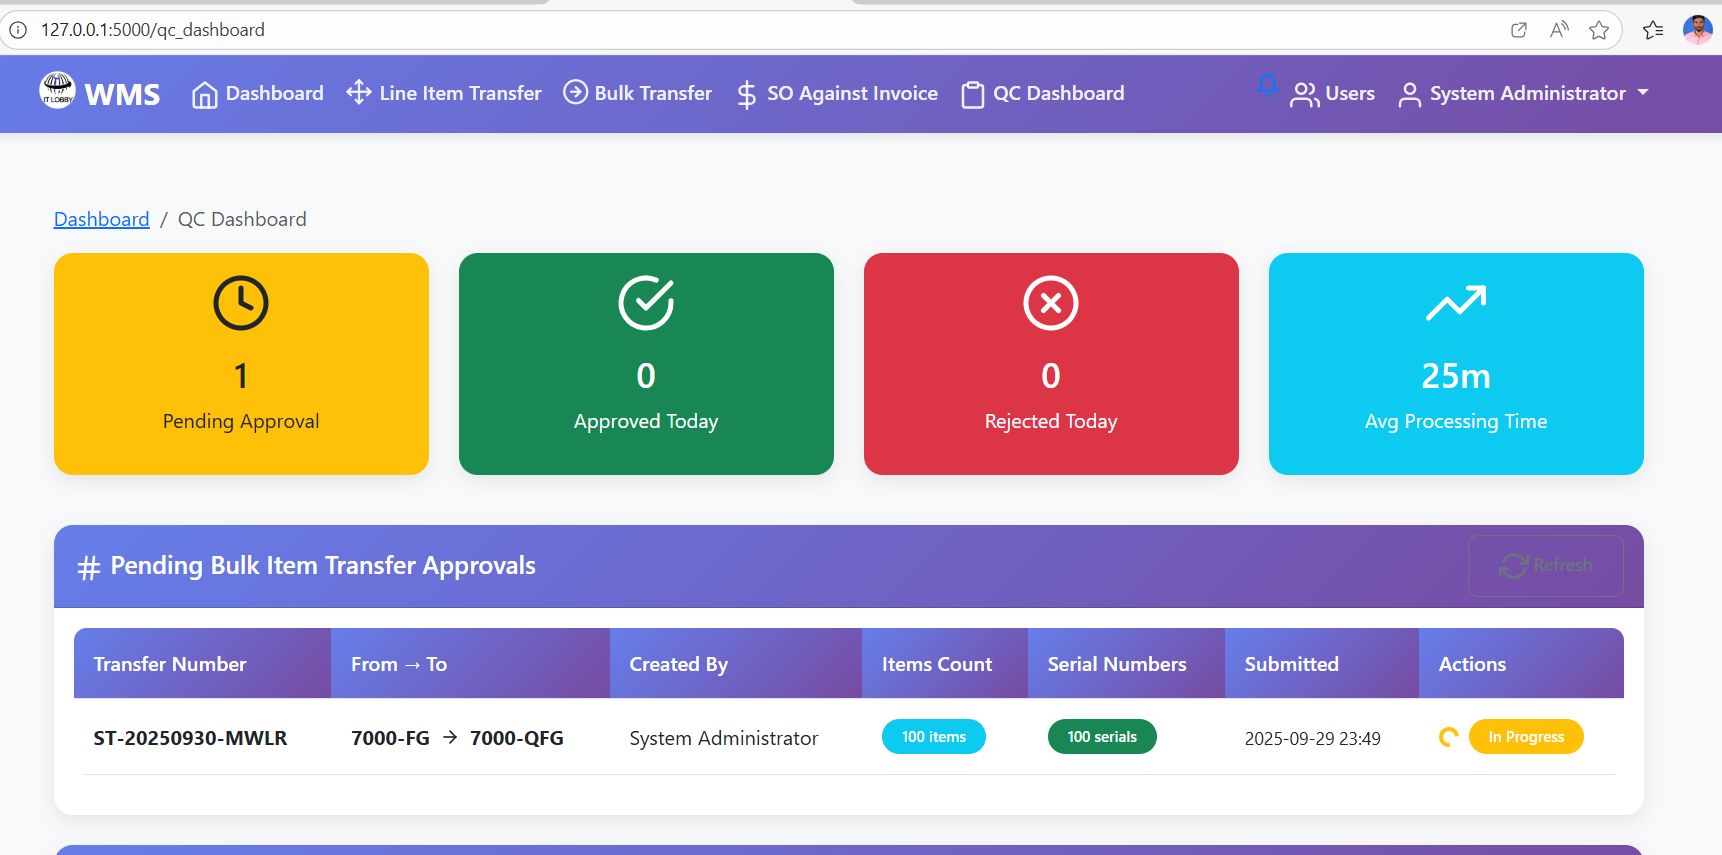 127.0.0.1:5000/qc_dashboard
IT LOBBY
WMS
Dashboard
Line Item Transfer
Bulk Transfer
SO Against Invoice
QC Dashboard
Users
System Administrator
Dashboard / QC Dashboard
1
Pending Approval
0
Approved Today
0
Rejected Today
25m
Avg Processing Time
# Pending Bulk Item Transfer Approvals
Refresh
Transfer Number
From → To
Created By
Items Count
Serial Numbers
Submitted
Actions
ST-20250930-MWLR
7000-FG → 7000-QFG
System Administrator
100 items
100 serials
2025-09-29 23:49
In Progress